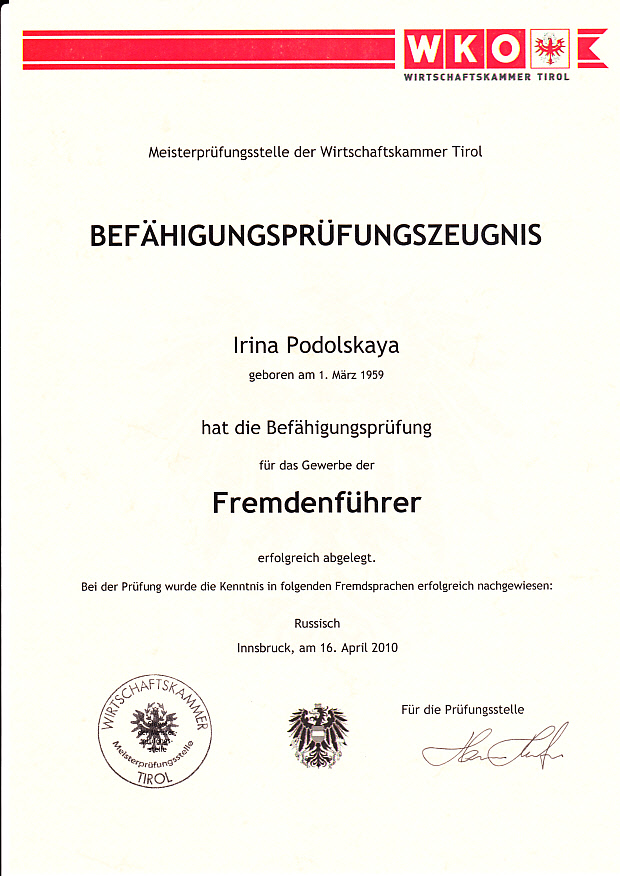 WKO
WIRTSCHAFTSKAMMER TIROL
Meisterprüfungsstelle der Wirtschaftskammer Tirol
BEFÄHIGUNGSPRÜFUNGSZEUGNIS
Irina Podolskaya
geboren am 1. März 1959
hat die Befähigungsprüfung
für das Gewerbe der
Fremdenführer
erfolgreich abgelegt.
Bei der Prüfung wurde die Kenntnis in folgenden Fremdsprachen erfolgreich nachgewiesen:
Russisch
Innsbruck, am 16. April 2010
Für die Prüfungsstelle
WIRTSCHAFTSKAMMER
Meisterprüfungsstelle
TIROL